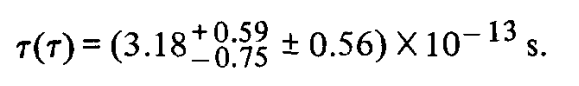 τ(τ) = (3.18 +0.59 −0.75 ± 0.56) × 10^−13 s.